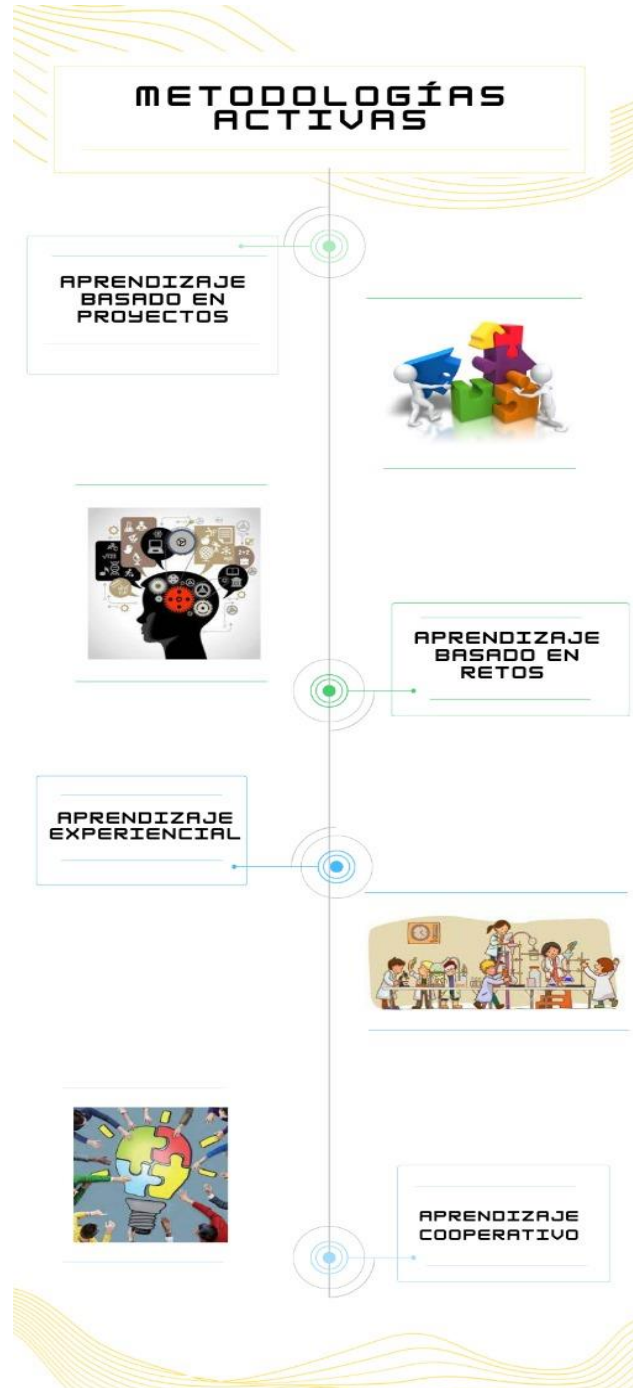 METODOLOGÍAS
ACTIVAS
APRENDIZAJE
BASADO EN
PROYECTOS
APRENDIZAJE
BASADO EN
RETOS
APRENDIZAJE
EXPERIENCIAL
APRENDIZAJE
COOPERATIVO